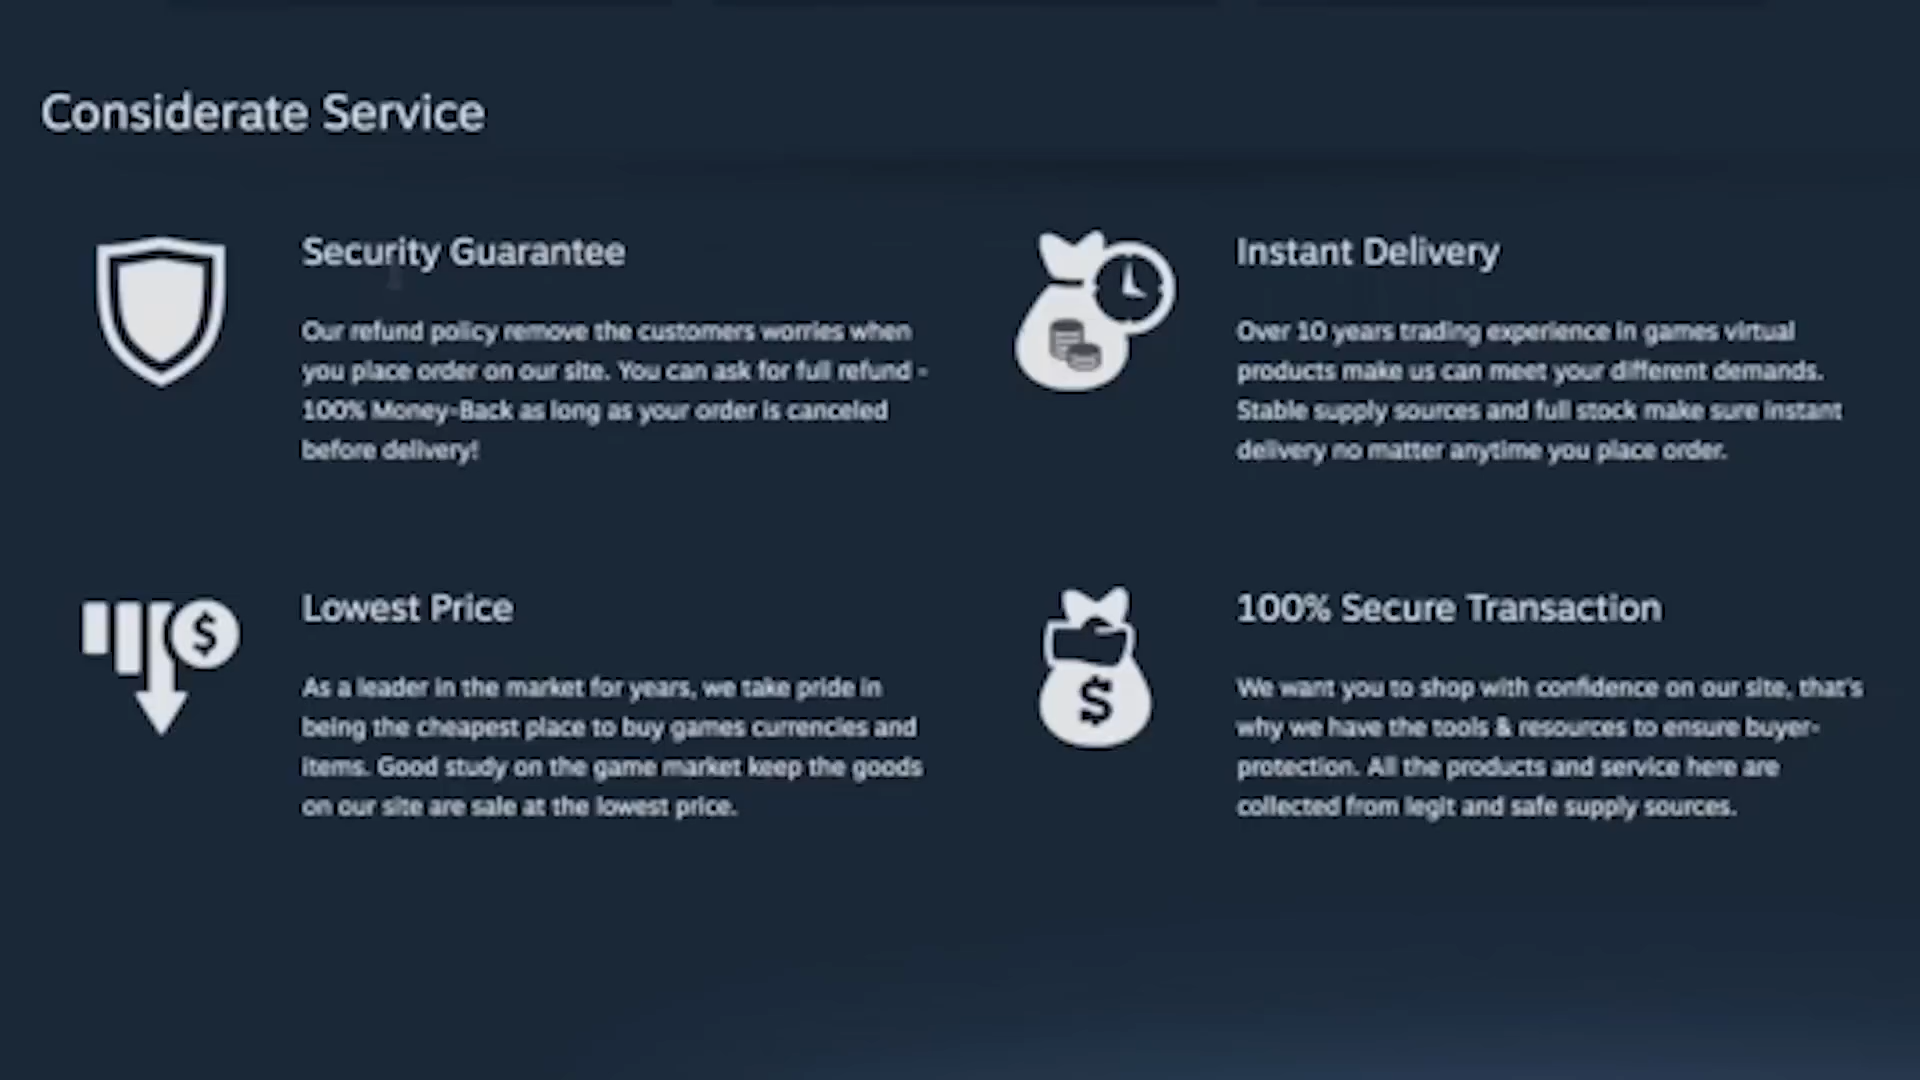 Considerate Service
Security Guarantee
Our refund policy remove the customers worries when
you place order on our site. You can ask for full refund -
100% Money-Back as long as your order is canceled
before delivery!
Instant Delivery
Over 10 years trading experience in games virtual
products make us can meet your different demands.
Stable supply sources and full stock make sure instant
delivery no matter anytime you place order.
Lowest Price
As a leader in the market for years, we take pride in
being the cheapest place to buy games currencies and
items. Good study on the game market keep the goods
on our site are sale at the lowest price.
100% Secure Transaction
We want you to shop with confidence on our site, that's
why we have the tools & resources to ensure buyer-
protection. All the products and service here are
collected from legit and safe supply sources.